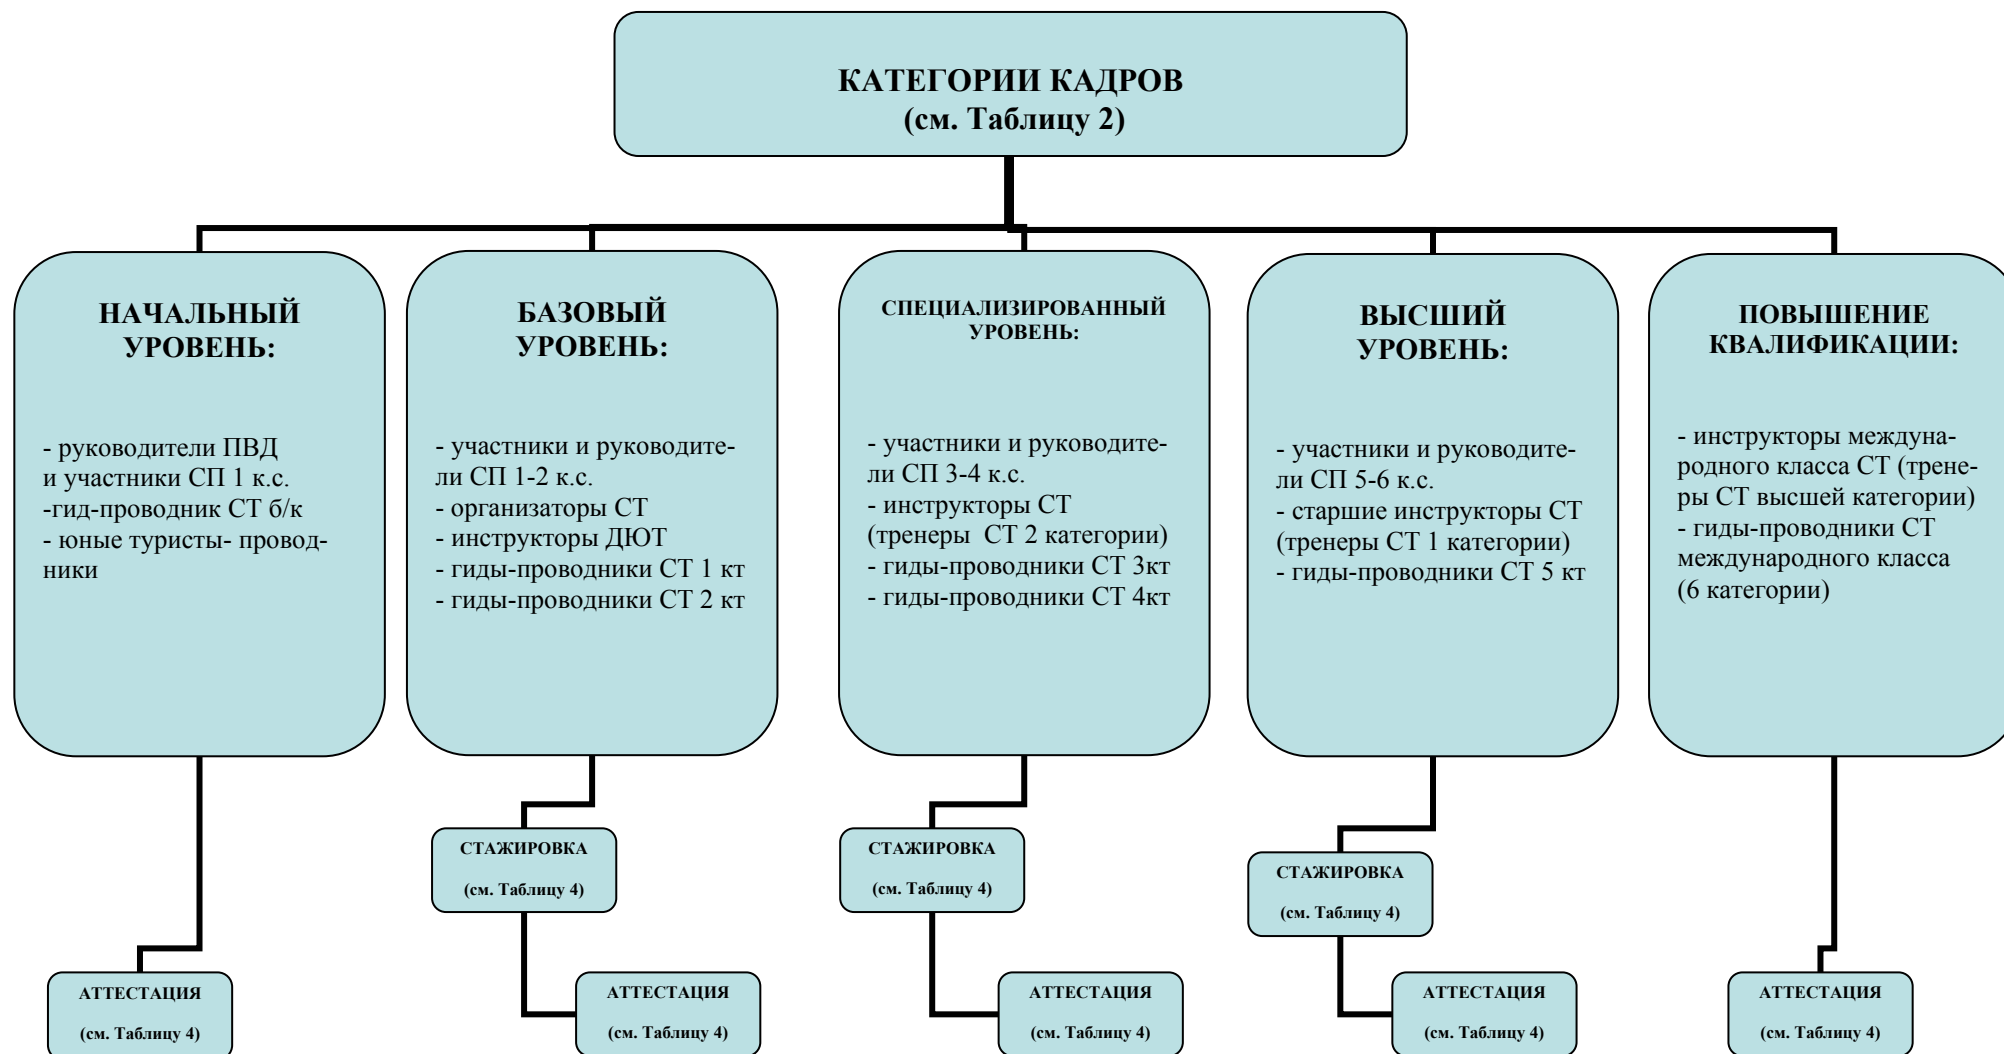 КАТЕГОРИИ КАДРОВ
(см. Таблицу 2)
НАЧАЛЬНЫЙ
УРОВЕНЬ:
- руководители ПВД
и участники СП 1 к.с.
-гид-проводник СТ б/к
- юные туристы- провод-
ники
БАЗОВЫЙ
УРОВЕНЬ:
- участники и руководите-
ли СП 1-2 к.с.
- организаторы СТ
- инструкторы ДЮТ
- гиды-проводники СТ 1 кт
- гиды-проводники СТ 2 кт
СПЕЦИАЛИЗИРОВАННЫЙ
УРОВЕНЬ:
- участники и руководите-
ли СП 3-4 к.с.
- инструкторы СТ
(тренеры СТ 2 категории)
- гиды-проводники СТ 3кт
- гиды-проводники СТ 4кт
ВЫСШИЙ
УРОВЕНЬ:
- участники и руководите-
ли СП 5-6 к.с.
- старшие инструкторы СТ
(тренеры СТ 1 категории)
- гиды-проводники СТ 5 кт
ПОВЫШЕНИЕ
КВАЛИФИКАЦИИ:
- инструкторы междуна-
родного класса СТ (трене-
ры СТ высшей категории)
- гиды-проводники СТ
международного класса
(6 категории)
СТАЖИРОВКА
(см. Таблицу 4)
СТАЖИРОВКА
(см. Таблицу 4)
СТАЖИРОВКА
(см. Таблицу 4)
АТТЕСТАЦИЯ
(см. Таблицу 4)
АТТЕСТАЦИЯ
(см. Таблицу 4)
АТТЕСТАЦИЯ
(см. Таблицу 4)
АТТЕСТАЦИЯ
(см. Таблицу 4)
АТТЕСТАЦИЯ
(см. Таблицу 4)